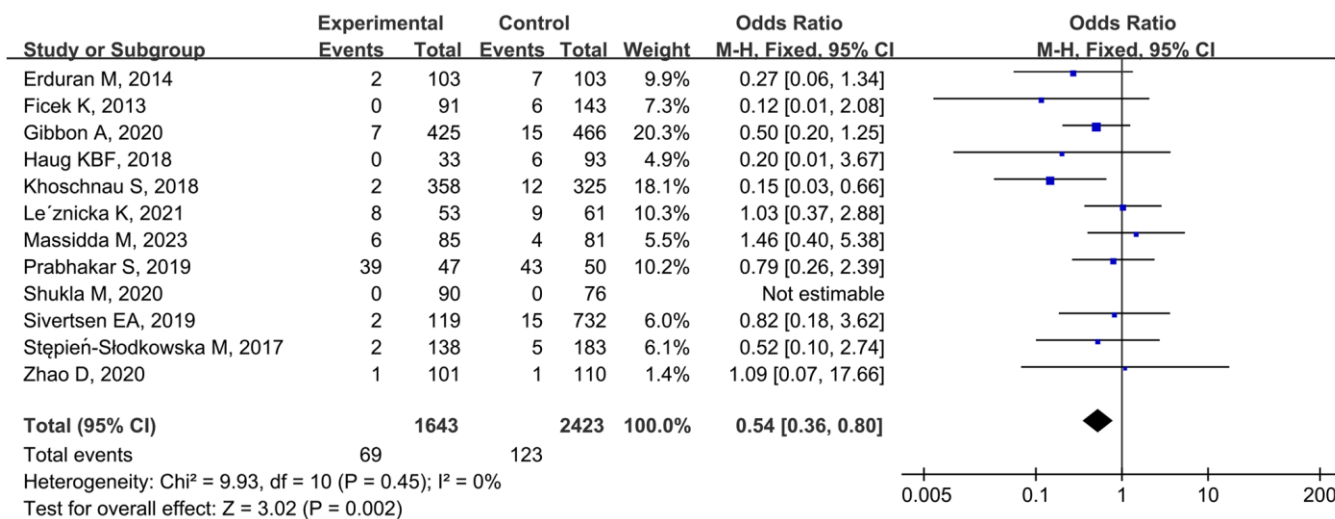 Experimental Control Odds Ratio Odds Ratio
Study or Subgroup Events Total Events Total Weight M-H, Fixed, 95% CI M-H, Fixed, 95% CI
Erduran M, 2014 2 103 7 103 9.9% 0.27 [0.06, 1.34]
Ficek K, 2013 0 91 6 143 7.3% 0.12 [0.01, 2.08]
Gibbon A, 2020 7 425 15 466 20.3% 0.50 [0.20, 1.25]
Haug KBF, 2018 0 33 6 93 4.9% 0.20 [0.01, 3.67]
Khoschnau S, 2018 2 358 12 325 18.1% 0.15 [0.03, 0.66]
Le´znicka K, 2021 8 53 9 61 10.3% 1.03 [0.37, 2.88]
Massidda M, 2023 6 85 4 81 5.5% 1.46 [0.40, 5.38]
Prabhakar S, 2019 39 47 43 50 10.2% 0.79 [0.26, 2.39]
Shukla M, 2020 0 90 0 76 Not estimable
Sivertsen EA, 2019 2 119 15 732 6.0% 0.82 [0.18, 3.62]
Stępień-Słodkowska M, 2017 2 138 5 183 6.1% 0.52 [0.10, 2.74]
Zhao D, 2020 1 101 1 110 1.4% 1.09 [0.07, 17.66]
Total (95% CI) 1643 2423 100.0% 0.54 [0.36, 0.80]
Total events 69 123
Heterogeneity: Chi² = 9.93, df = 10 (P = 0.45); I² = 0%
Test for overall effect: Z = 3.02 (P = 0.002)
0.005 0.1 1 10 200